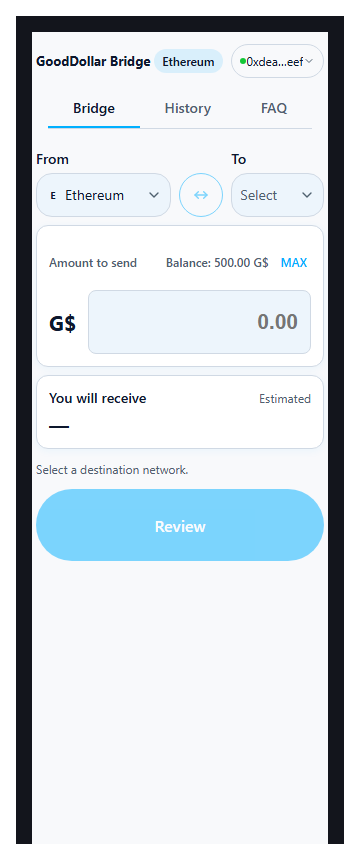 GoodDollar Bridge Ethereum 0xdea...eef
Bridge History FAQ
From To
E Ethereum Select
Amount to send Balance: 500.00 G$ MAX
G$ 0.00
You will receive Estimated
—
Select a destination network.
Review